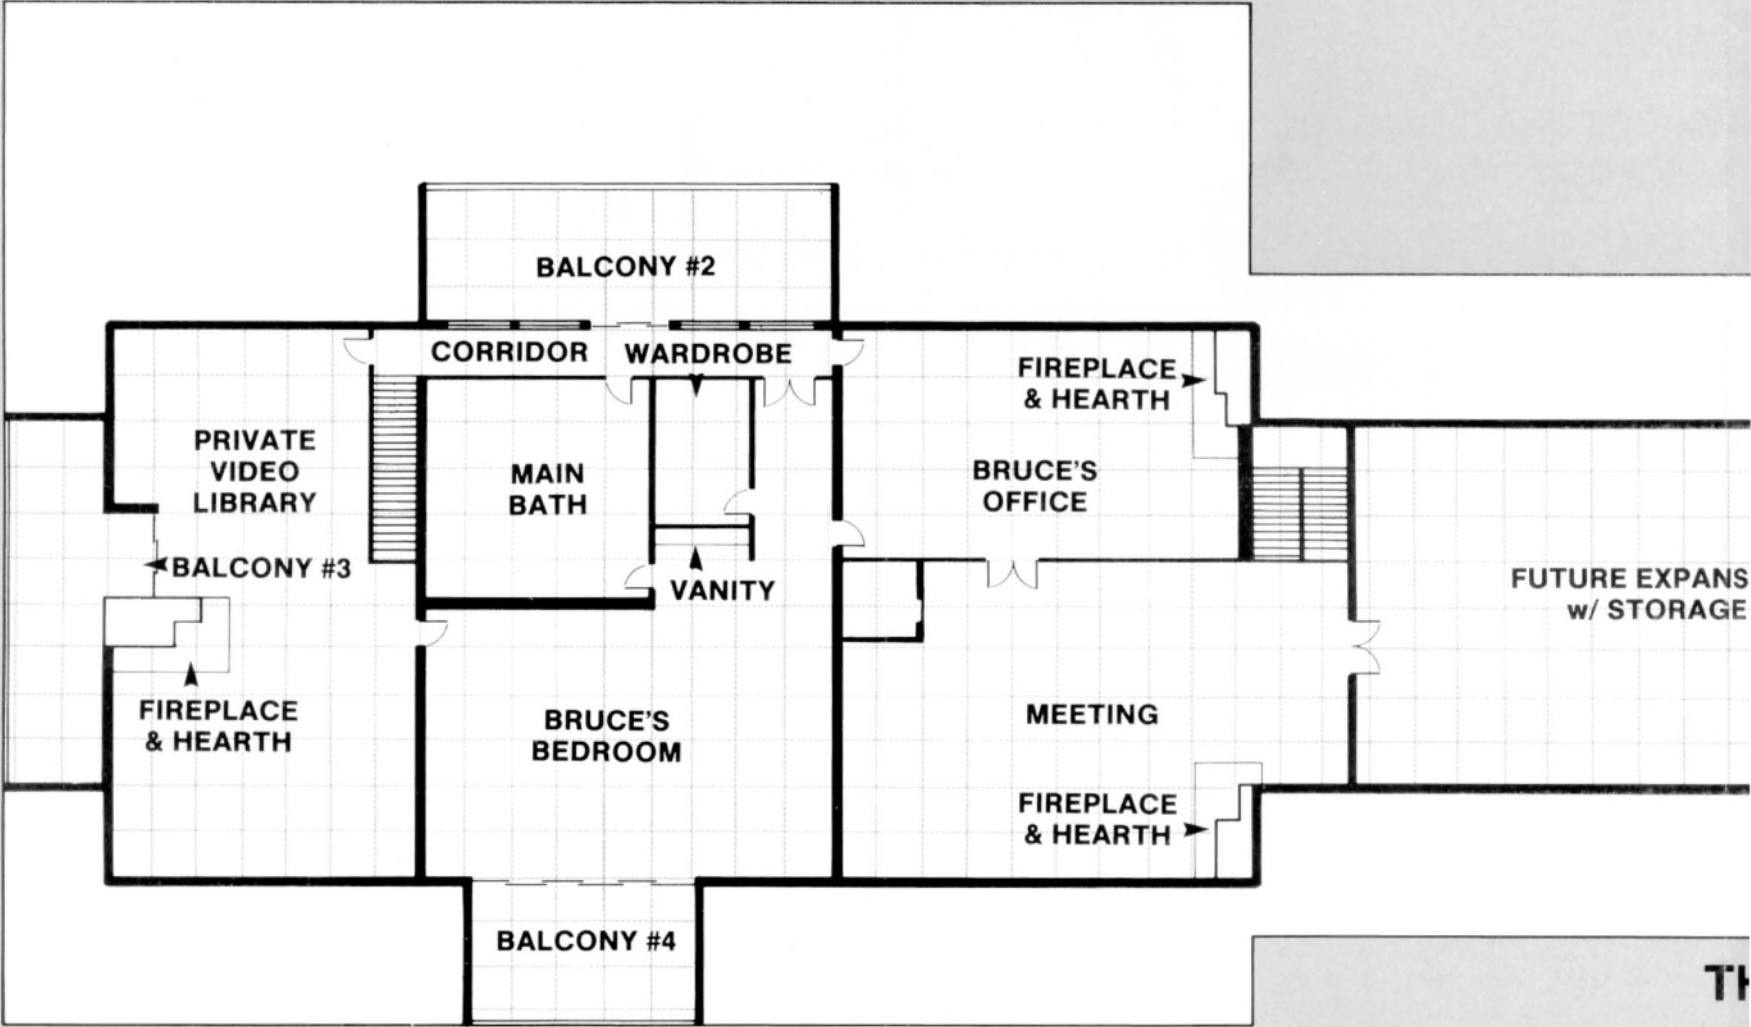 BALCONY #2
CORRIDOR
WARDROBE
FIREPLACE
& HEARTH
PRIVATE
VIDEO
LIBRARY
MAIN
BATH
BRUCE'S
OFFICE
BALCONY #3
VANITY
FUTURE EXPANS
w/ STORAGE
FIREPLACE
& HEARTH
BRUCE'S
BEDROOM
MEETING
FIREPLACE
& HEARTH
BALCONY #4
TH